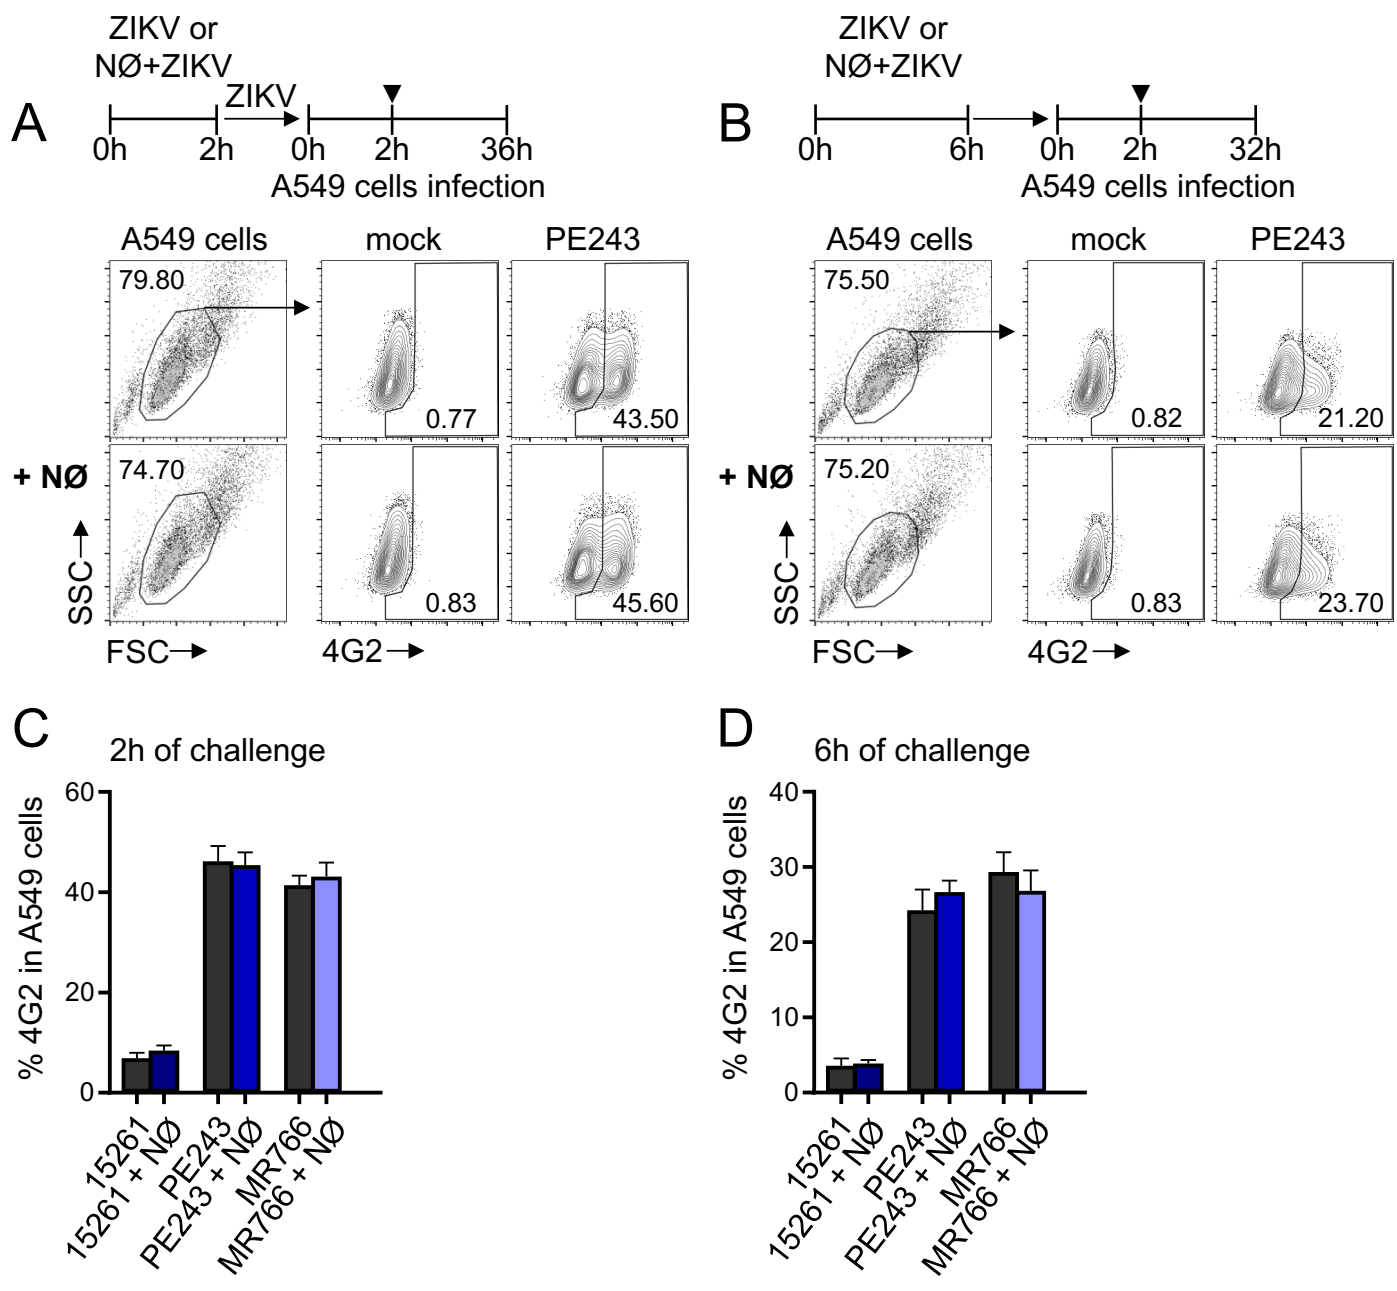 A
ZIKV or
NØ+ZIKV
ZIKV
0h 2h 0h 2h 36h
A549 cells infection
A549 cells mock PE243
79.80 0.77 43.50
+ NØ
74.70 0.83 45.60
SSC
FSC 4G2
B
ZIKV or
NØ+ZIKV
0h 6h 0h 2h 32h
A549 cells infection
A549 cells mock PE243
75.50 0.82 21.20
+ NØ
75.20 0.83 23.70
SSC
FSC 4G2
C
2h of challenge
% 4G2 in A549 cells
60
40
20
0
15261
15261 + NØ
PE243
PE243 + NØ
MR766
MR766 + NØ
D
6h of challenge
% 4G2 in A549 cells
40
30
20
10
0
15261
15261 + NØ
PE243
PE243 + NØ
MR766
MR766 + NØ